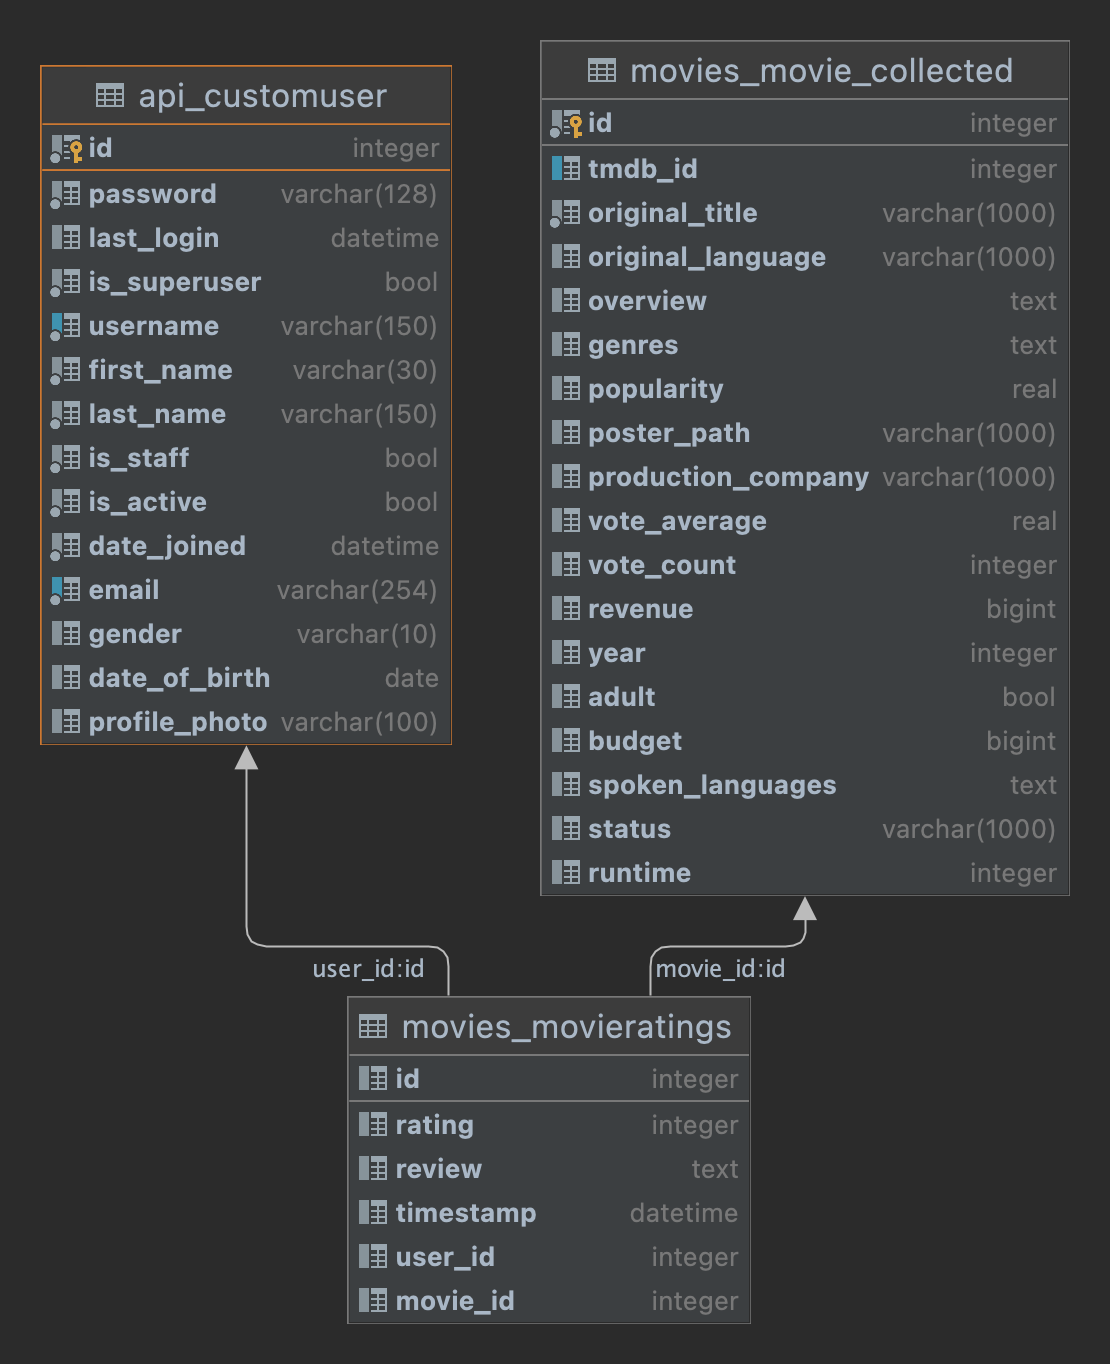 api_customuser
id integer
password varchar(128)
last_login datetime
is_superuser bool
username varchar(150)
first_name varchar(30)
last_name varchar(150)
is_staff bool
is_active bool
date_joined datetime
email varchar(254)
gender varchar(10)
date_of_birth date
profile_photo varchar(100)
movies_movie_collected
id integer
tmdb_id integer
original_title varchar(1000)
original_language varchar(1000)
overview text
genres text
popularity real
poster_path varchar(1000)
production_company varchar(1000)
vote_average real
vote_count integer
revenue bigint
year integer
adult bool
budget bigint
spoken_languages text
status varchar(1000)
runtime integer
user_id:id
movie_id:id
movies_movieratings
id integer
rating integer
review text
timestamp datetime
user_id integer
movie_id integer